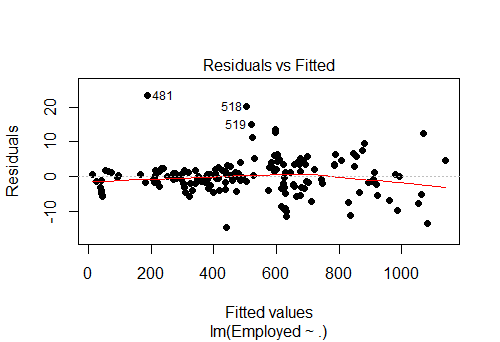 Residuals vs Fitted
Residuals
20
10
0
-10
481
518
519
0 200 400 600 800 1000
Fitted values
lm(Employed ~ .)